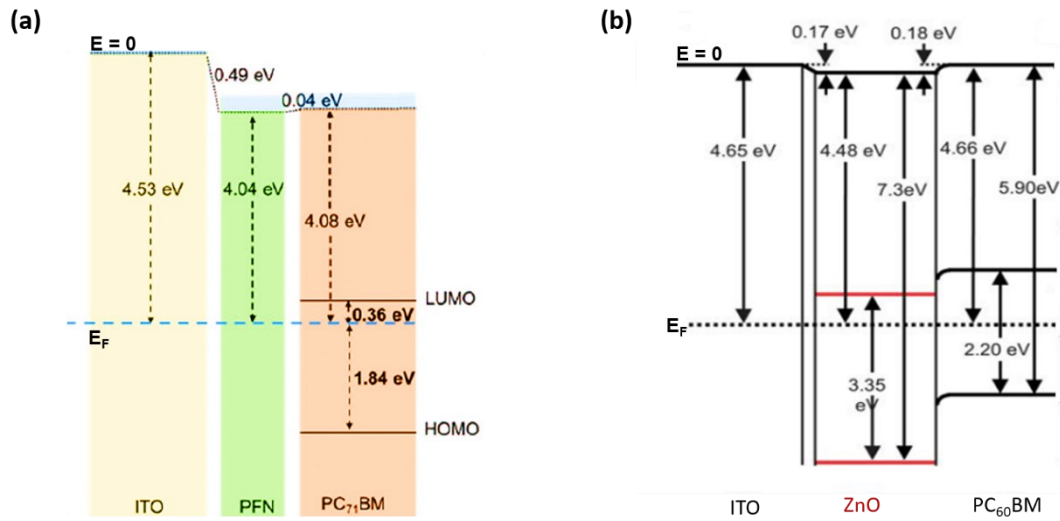 (a)
E = 0
0.49 eV
0.04 eV
4.53 eV
4.04 eV
4.08 eV
LUMO
0.36 eV
E_F
1.84 eV
HOMO
ITO
PFN
PC₇₁BM
(b)
0.17 eV
0.18 eV
E = 0
4.65 eV
4.48 eV
4.66 eV
7.3eV
5.90eV
E_F
2.20 eV
3.35
eV
ITO
ZnO
PC₆₀BM